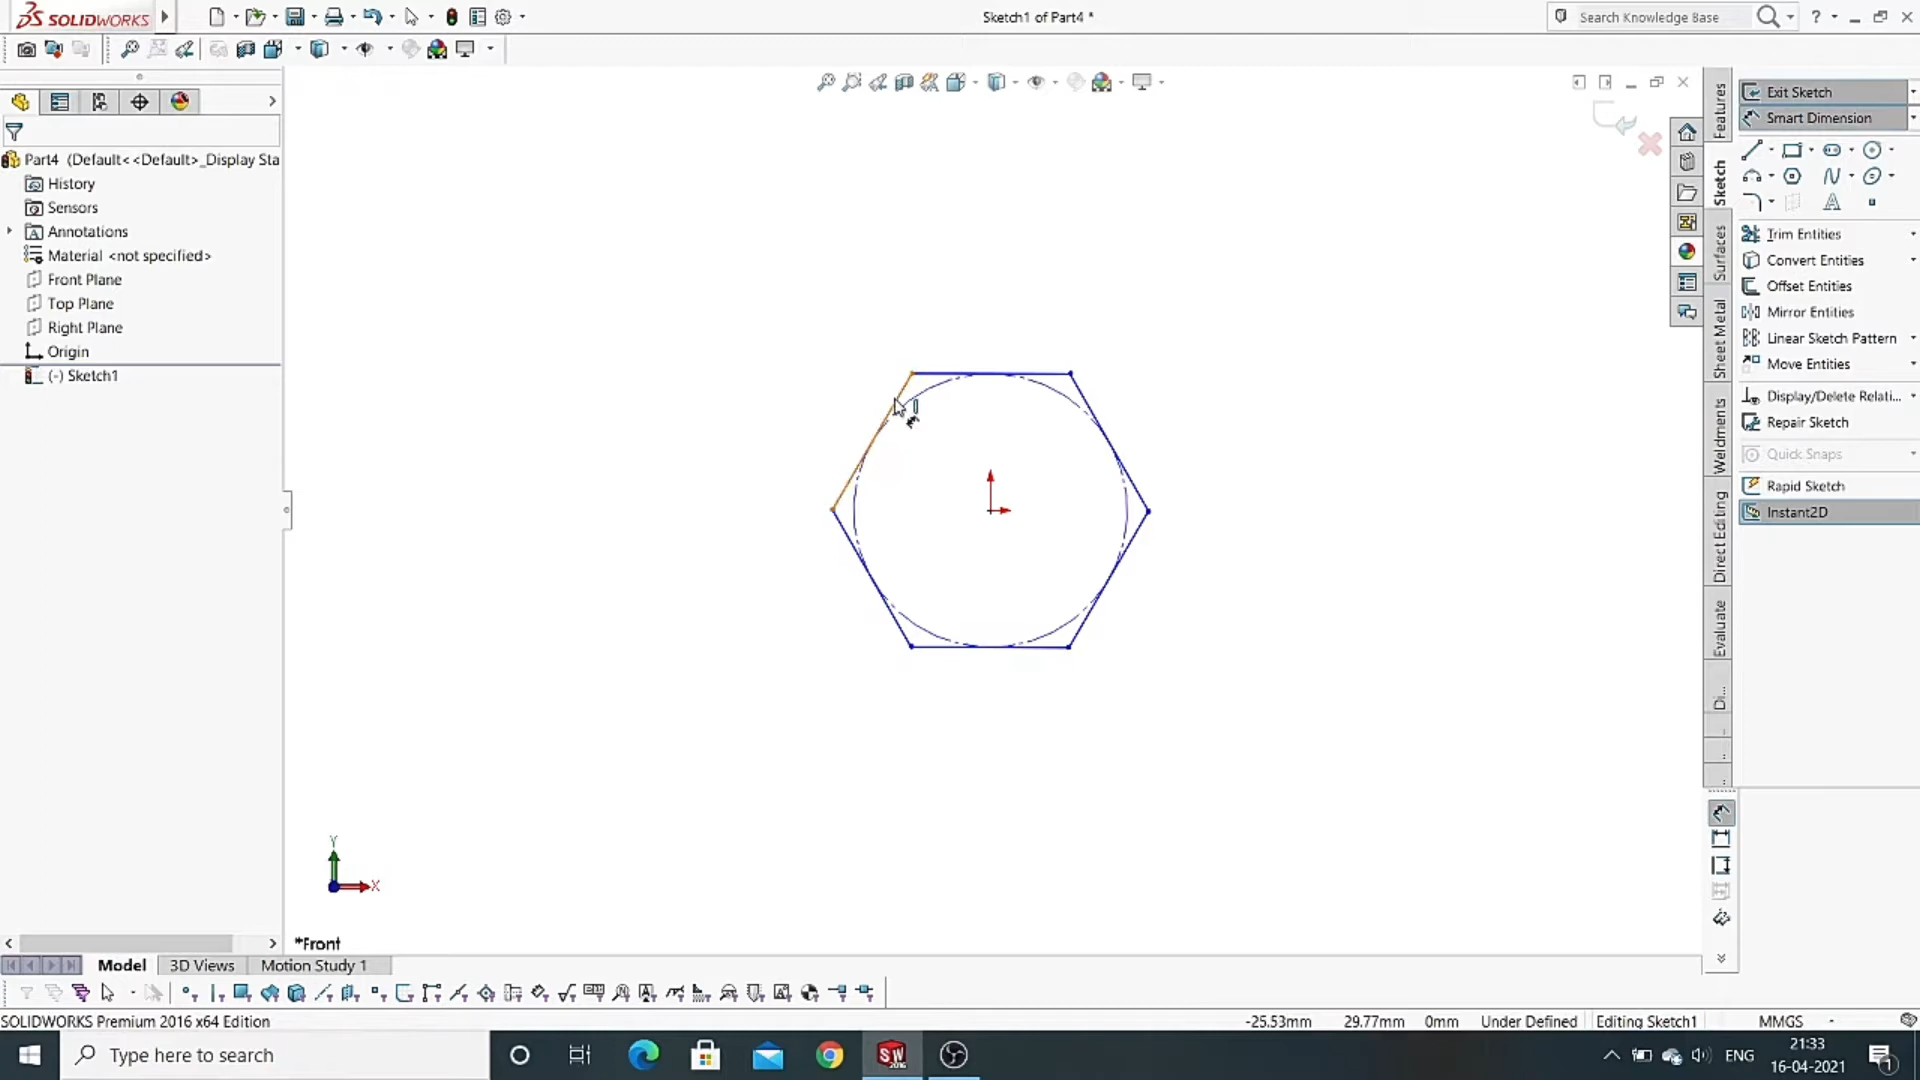 SOLIDWORKS
Sketch1 of Part4 *
Search Knowledge Base
?
Part4 (Default<<Default>_Display Sta
History
Sensors
Annotations
Material <not specified>
Front Plane
Top Plane
Right Plane
Origin
(-) Sketch1
Features
Sketch
Surfaces
Sheet Metal
Weldments
Direct Editing
Evaluate
Di...
Exit Sketch
Smart Dimension
Trim Entities
Convert Entities
Offset Entities
Mirror Entities
Linear Sketch Pattern
Move Entities
Display/Delete Relati...
Repair Sketch
Quick Snaps
Rapid Sketch
Instant2D
Y
X
*Front
Model
3D Views
Motion Study 1
SOLIDWORKS Premium 2016 x64 Edition
-25.53mm 29.77mm 0mm Under Defined Editing Sketch1 MMGS -
Type here to search
SW
2016
ENG
21:33
16-04-2021
1